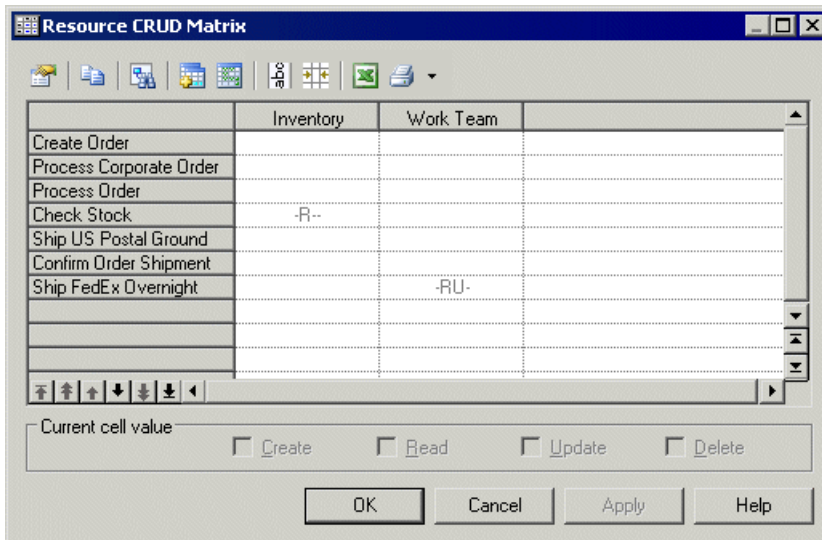 Resource CRUD Matrix
abc
Inventory Work Team
Create Order
Process Corporate Order
Process Order
Check Stock -R--
Ship US Postal Ground
Confirm Order Shipment
Ship FedEx Overnight -RU-
Current cell value
Create Read Update Delete
OK Cancel Apply Help